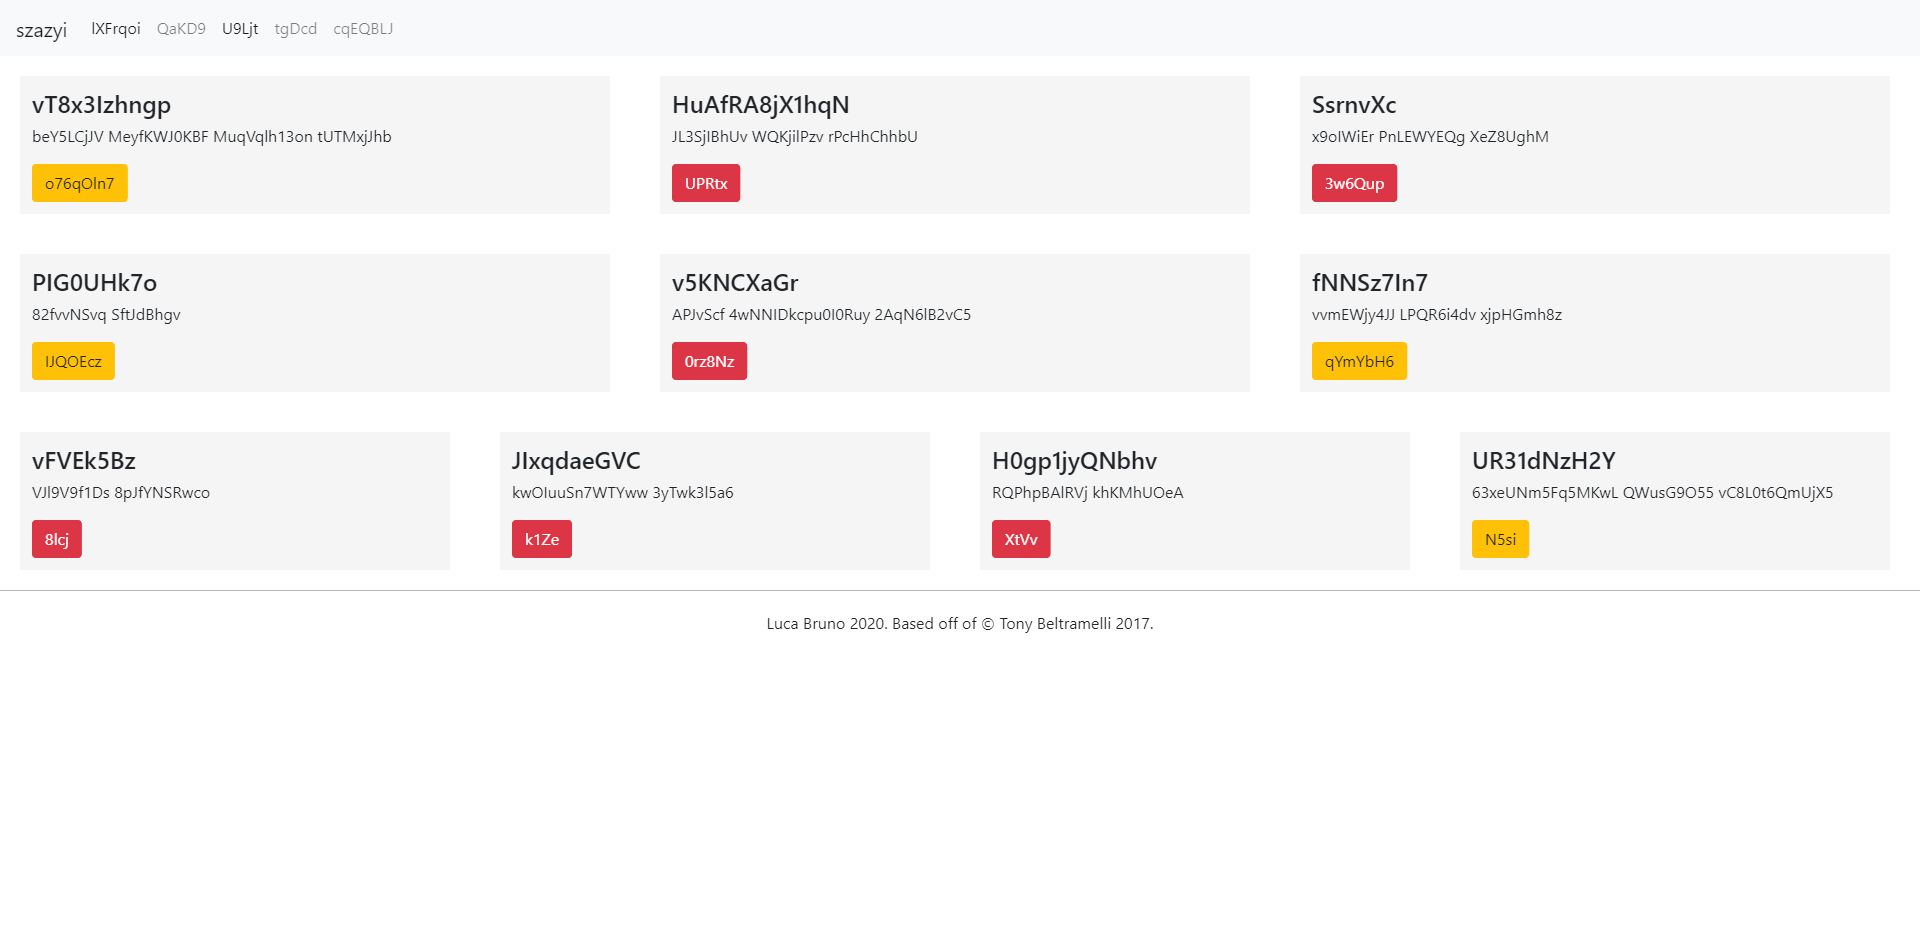 szazyi lXFrqoi QaKD9 U9Ljt tgDcd cqEQBLJ
vT8x3Izhngp
beY5LCjJV MeyfKWJ0KBF MuqVqlh13on tUTMxjJhb
o76qOln7
HuAfRA8jX1hqN
JL3SjIBhUv WQKjilPzv rPcHhChhbU
UPRtx
SsrnvXc
x9oIWiEr PnLEWYEQg XeZ8UghM
3w6Qup
PIG0UHk7o
82fvvNSvq SftJdBhgv
IJQOEcz
v5KNCXaGr
APJvScf 4wNNIDkcpu0I0Ruy 2AqN6lB2vC5
0rz8Nz
fNNSz7In7
vvmEWjy4JJ LPQR6i4dv xjpHGmh8z
qYmYbH6
vFVEk5Bz
VJl9V9f1Ds 8pJfYNSRwco
8lcj
JIxqdaeGVC
kwOIuuSn7WTYww 3yTwk3l5a6
k1Ze
H0gp1jyQNbhv
RQPhpBAlRVj khKMhUOeA
XtVv
UR31dNzH2Y
63xeUNm5Fq5MKwL QWusG9O55 vC8L0t6QmUjX5
N5si
Luca Bruno 2020. Based off of © Tony Beltramelli 2017.